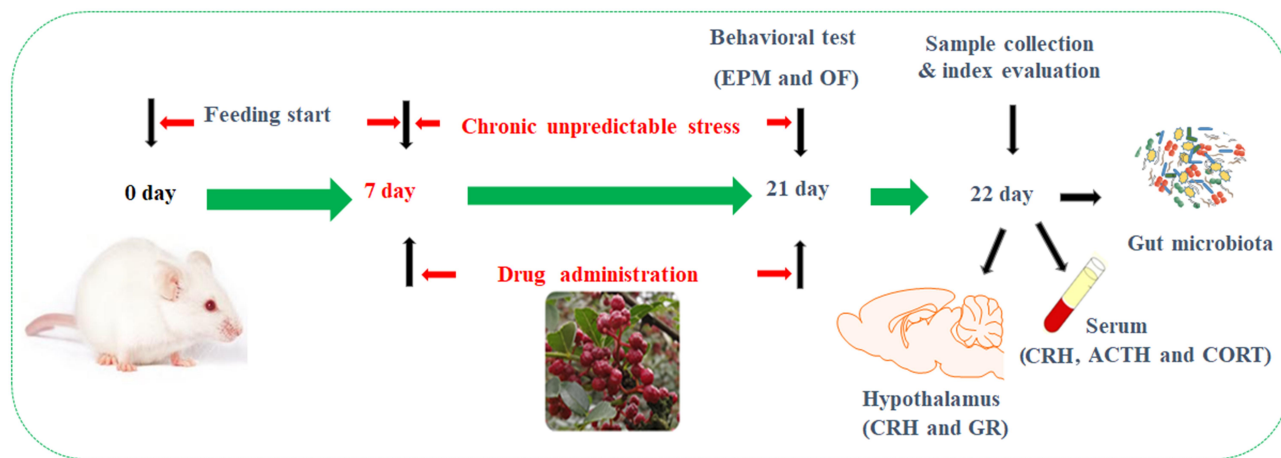 Behavioral test
(EPM and OF)
Sample collection
& index evaluation
Feeding start
Chronic unpredictable stress
0 day
7 day
21 day
22 day
Gut microbiota
Drug administration
Serum
(CRH, ACTH and CORT)
Hypothalamus
(CRH and GR)